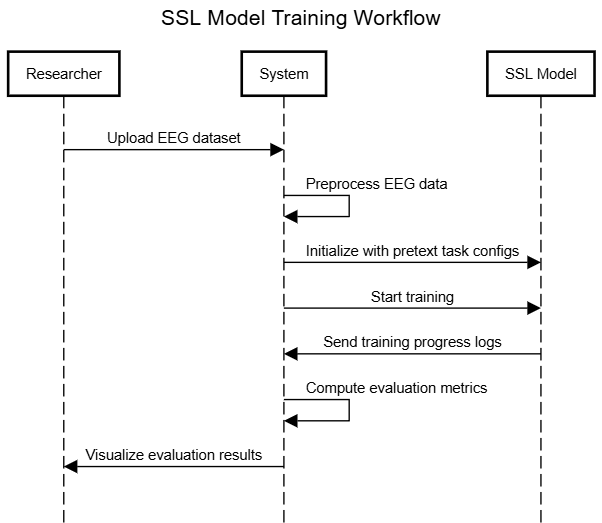 SSL Model Training Workflow
Researcher
System
SSL Model
Upload EEG dataset
Preprocess EEG data
Initialize with pretext task configs
Start training
Send training progress logs
Compute evaluation metrics
Visualize evaluation results